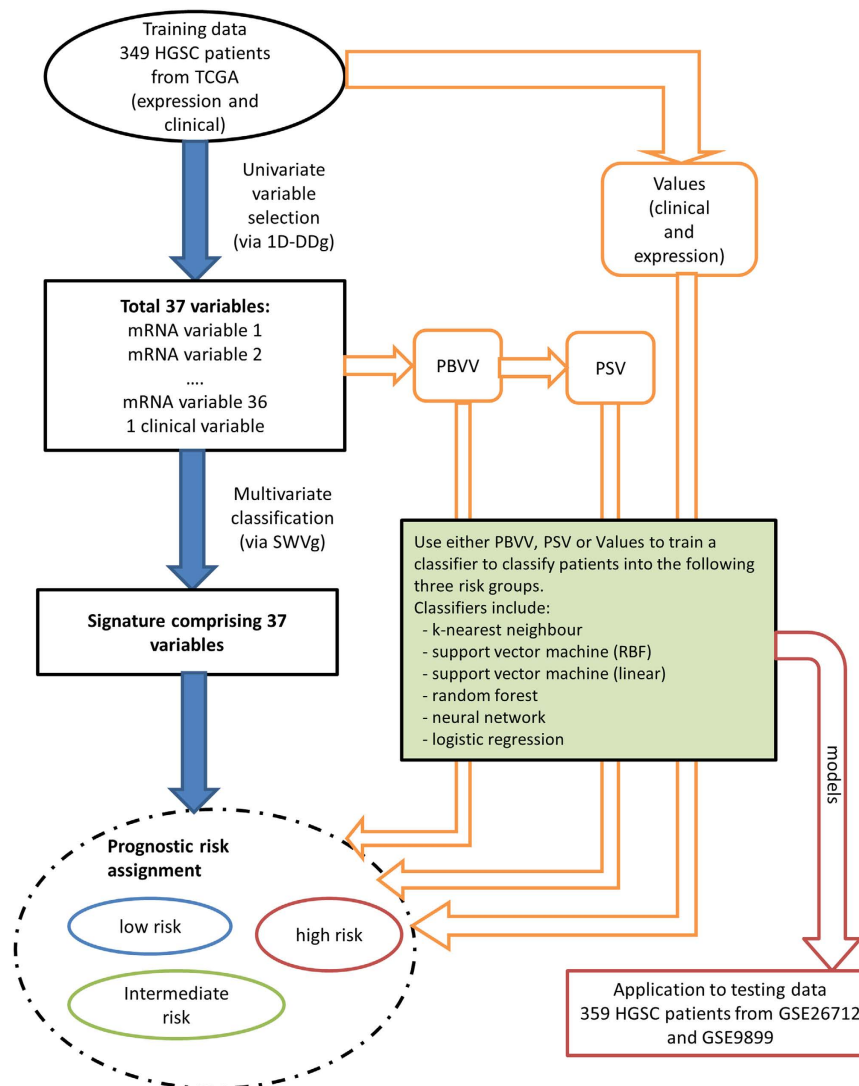 Training data
349 HGSC patients
from TCGA
(expression and
clinical)
Univariate
variable
selection
(via 1D-DDg)
Values
(clinical
and
expression)
Total 37 variables:
mRNA variable 1
mRNA variable 2
....
mRNA variable 36
1 clinical variable
PBVV
PSV
Multivariate
classification
(via SWVg)
Use either PBVV, PSV or Values to train a
classifier to classify patients into the following
three risk groups.
Classifiers include:
- k-nearest neighbour
- support vector machine (RBF)
- support vector machine (linear)
- random forest
- neural network
- logistic regression
Signature comprising 37
variables
models
Prognostic risk
assignment
low risk
high risk
Intermediate
risk
Application to testing data
359 HGSC patients from GSE26712
and GSE9899